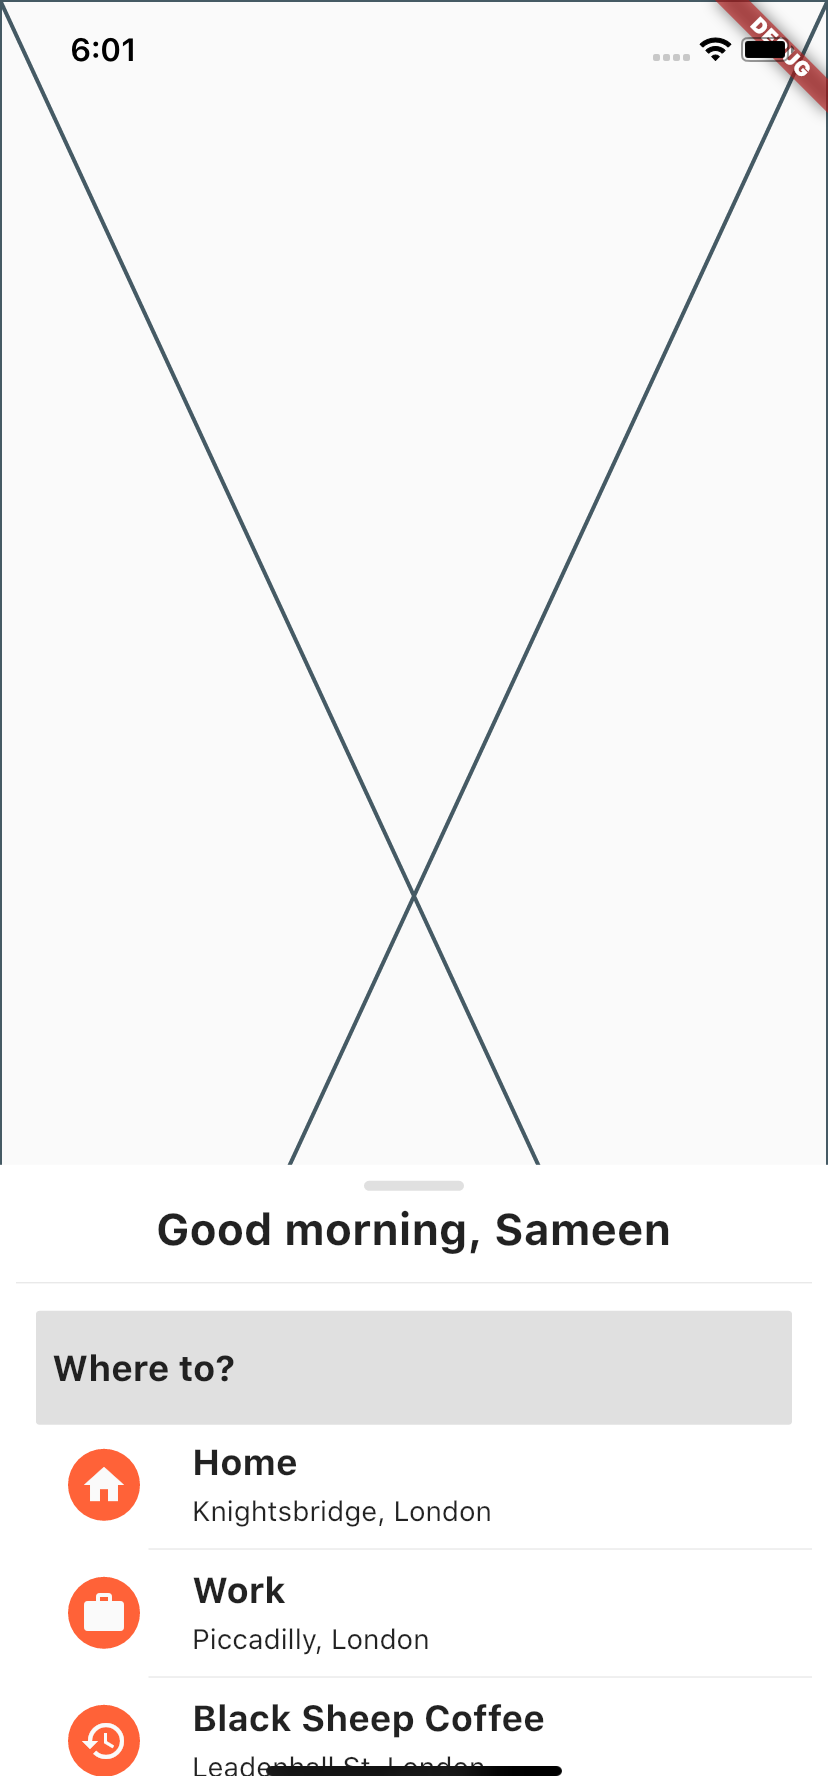 6:01
DEBUG
Good morning, Sameen
Where to?
Home
Knightsbridge, London
Work
Piccadilly, London
Black Sheep Coffee
Leadenhall St, London